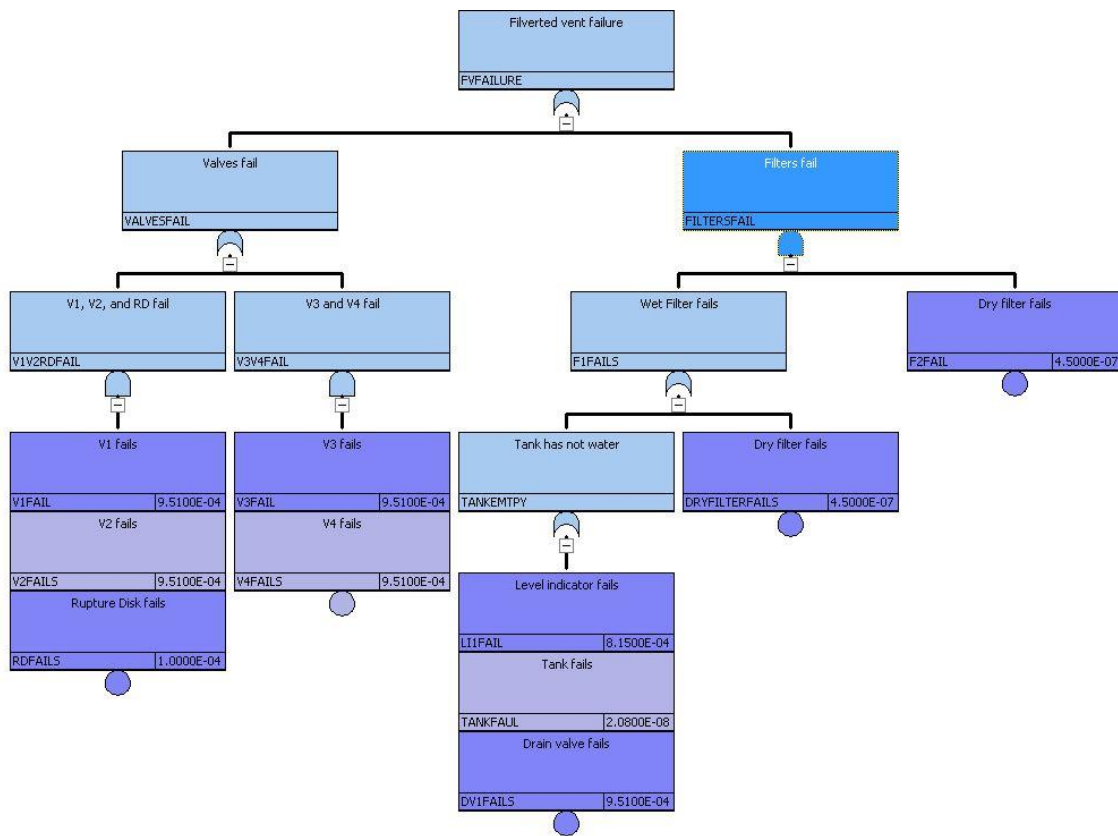 Filverted vent failure
FVFAILURE
Valves fail
VALVESFAIL
Filters fail
FILTERSFAIL
V1, V2, and RD fail
V1V2RDFAIL
V3 and V4 fail
V3V4FAIL
Wet Filter fails
F1FAILS
Dry filter fails
F2FAIL 4.5000E-07
V1 fails
V1FAIL 9.5100E-04
V2 fails
V2FAILS 9.5100E-04
Rupture Disk fails
RDFAILS 1.0000E-04
V3 fails
V3FAIL 9.5100E-04
V4 fails
V4FAILS 9.5100E-04
Tank has not water
TANKEMTPY
Dry filter fails
DRYFILTERFAILS 4.5000E-07
Level indicator fails
LI1FAIL 8.1500E-04
Tank fails
TANKFAUL 2.0800E-08
Drain valve fails
DV1FAILS 9.5100E-04